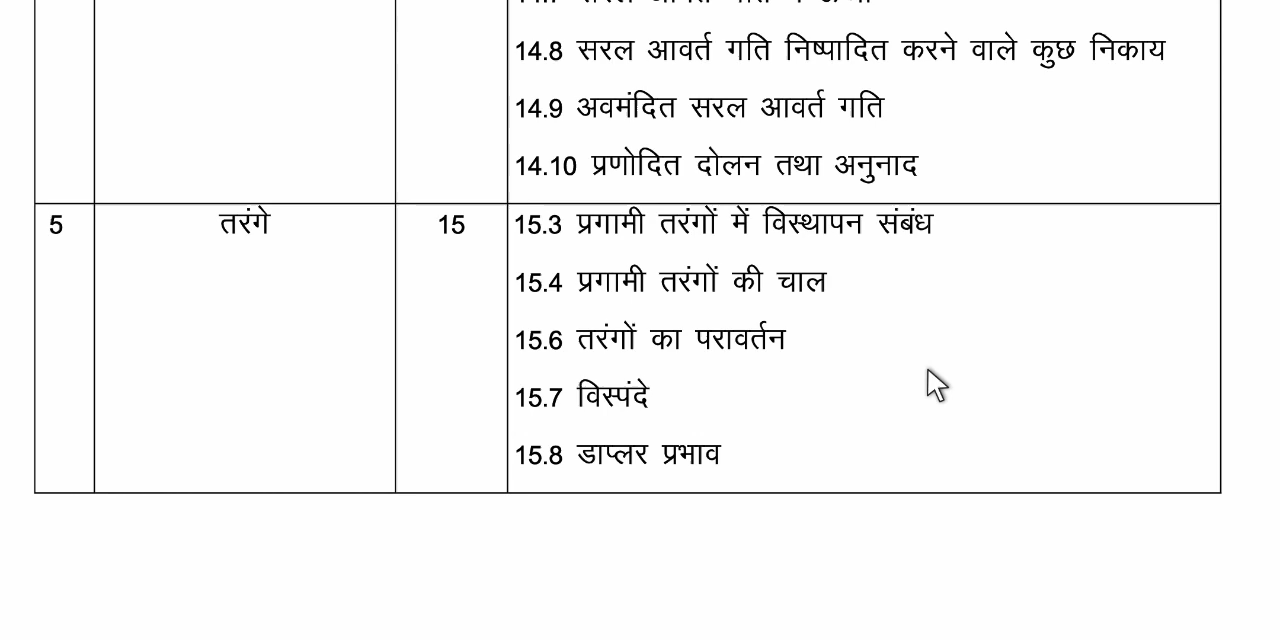 14.8 सरल आवर्त गति निष्पादित करने वाले कुछ निकाय
14.9 अवमंदित सरल आवर्त गति
14.10 प्रणोदित दोलन तथा अनुनाद
5 तरंगे 15 15.3 प्रगामी तरंगों में विस्थापन संबंध
15.4 प्रगामी तरंगों की चाल
15.6 तरंगों का परावर्तन
15.7 विस्पंदे
15.8 डाप्लर प्रभाव